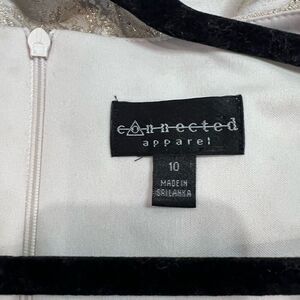 connected
apparel
10
MADE IN
SRI LANKA